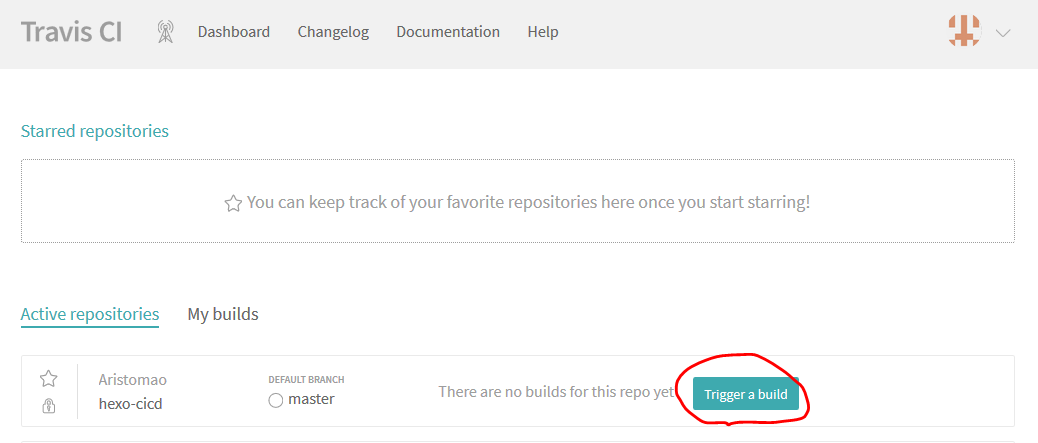 Travis CI Dashboard Changelog Documentation Help
Starred repositories
You can keep track of your favorite repositories here once you start starring!
Active repositories My builds
Aristomao
hexo-cicd
DEFAULT BRANCH
master
There are no builds for this repo yet
Trigger a build